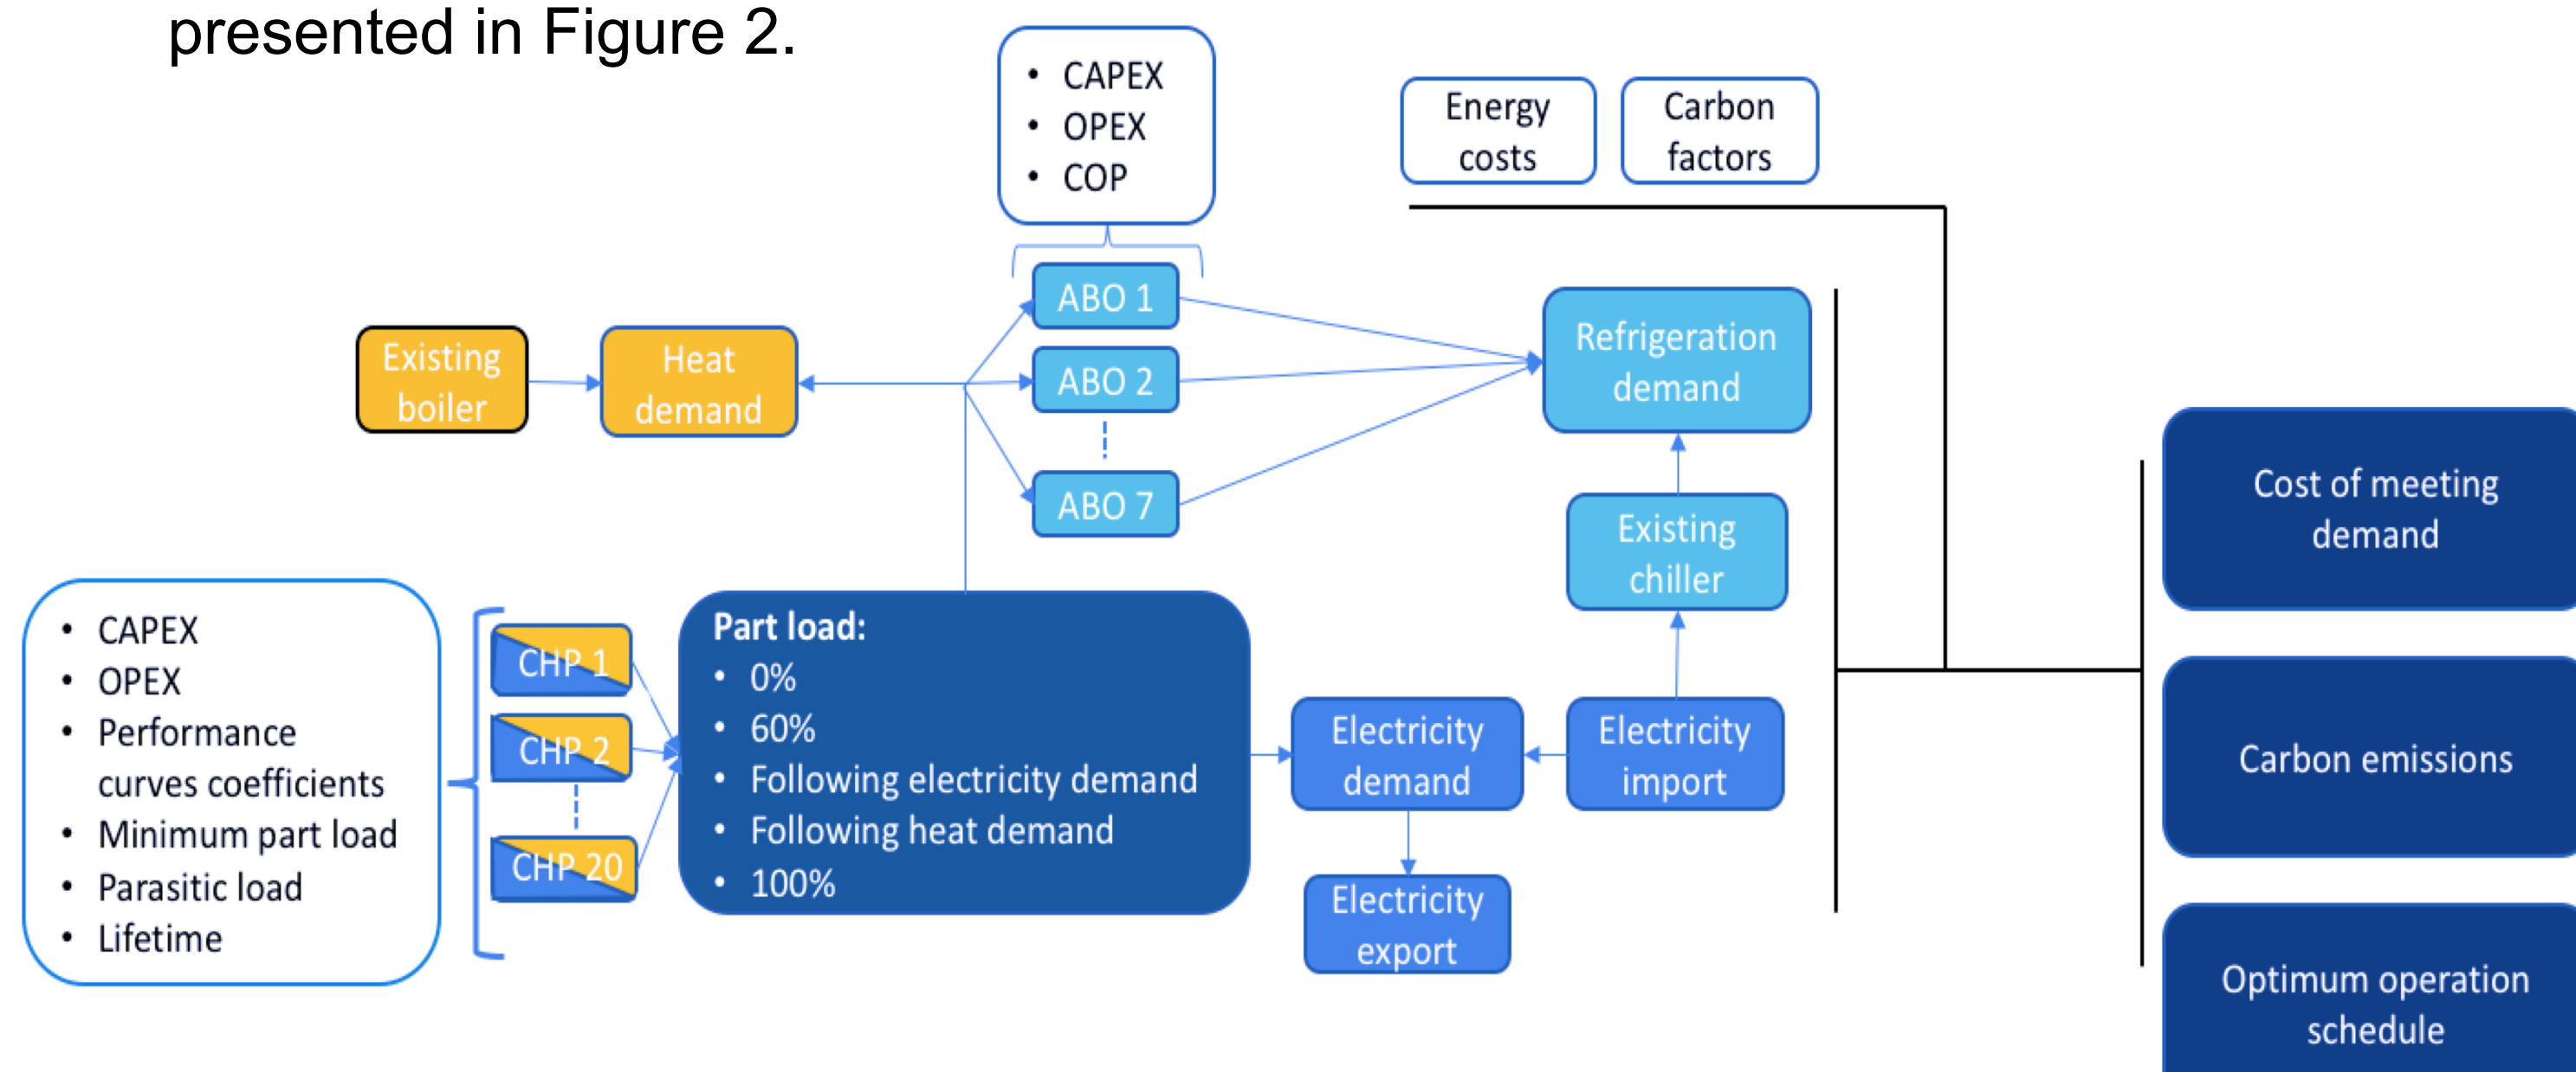 presented in Figure 2.
• CAPEX
• OPEX
• COP
Energy
costs
Carbon
factors
ABO 1
ABO 2
ABO 7
Existing
boiler
Heat
demand
Refrigeration
demand
Existing
chiller
• CAPEX
• OPEX
• Performance
curves coefficients
• Minimum part load
• Parasitic load
• Lifetime
CHP 1
CHP 2
CHP 20
Part load:
• 0%
• 60%
• Following electricity demand
• Following heat demand
• 100%
Electricity
demand
Electricity
import
Electricity
export
Cost of meeting
demand
Carbon emissions
Optimum operation
schedule